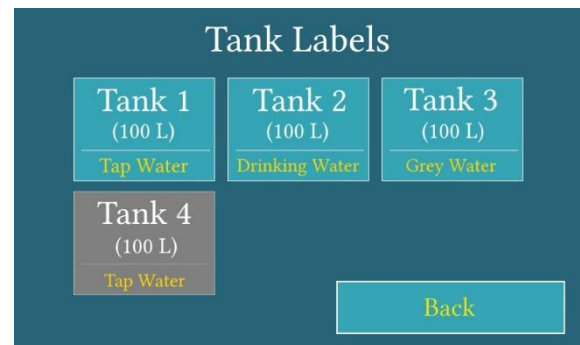 Tank Labels
Tank 1
(100 L)
Tap Water
Tank 2
(100 L)
Drinking Water
Tank 3
(100 L)
Grey Water
Tank 4
(100 L)
Tap Water
Back